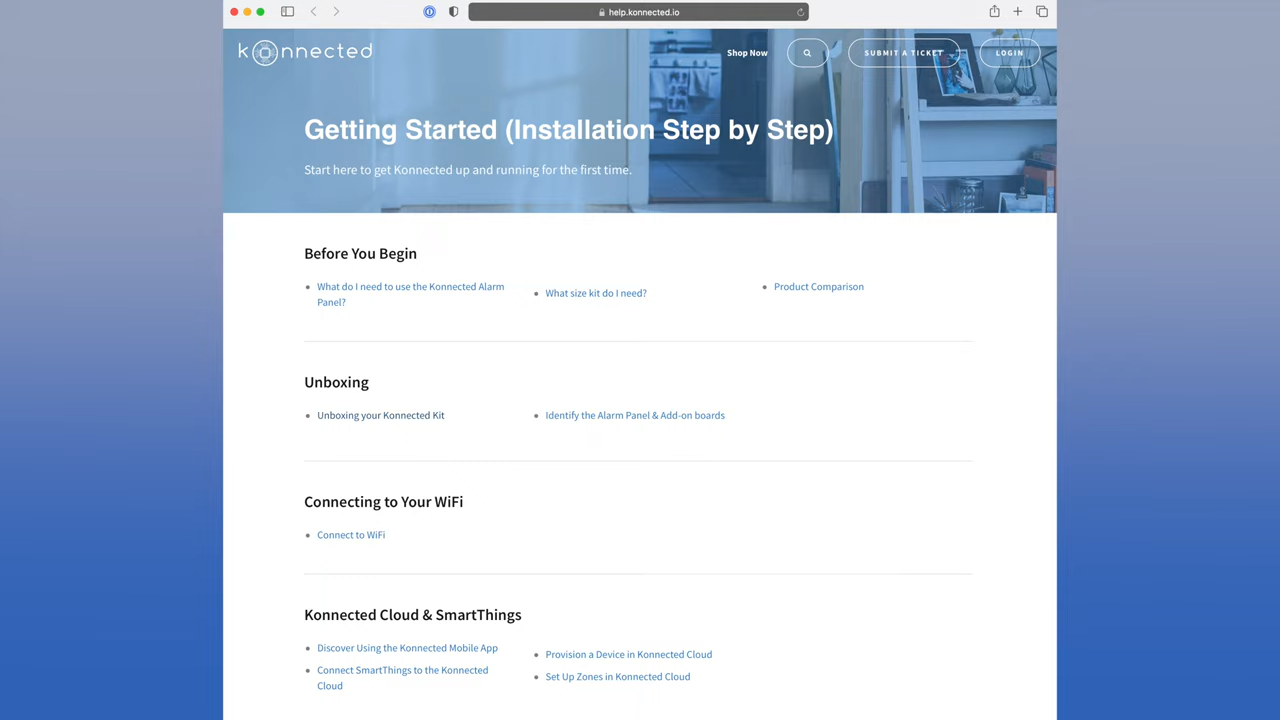 help.konnected.io
konnected
Shop Now
SUBMIT A TICKET
LOGIN
Getting Started (Installation Step by Step)
Start here to get Konnected up and running for the first time.
Before You Begin
What do I need to use the Konnected Alarm
Panel?
What size kit do I need?
Product Comparison
Unboxing
Unboxing your Konnected Kit
Identify the Alarm Panel & Add-on boards
Connecting to Your WiFi
Connect to WiFi
Konnected Cloud & SmartThings
Discover Using the Konnected Mobile App
Connect SmartThings to the Konnected
Cloud
Provision a Device in Konnected Cloud
Set Up Zones in Konnected Cloud